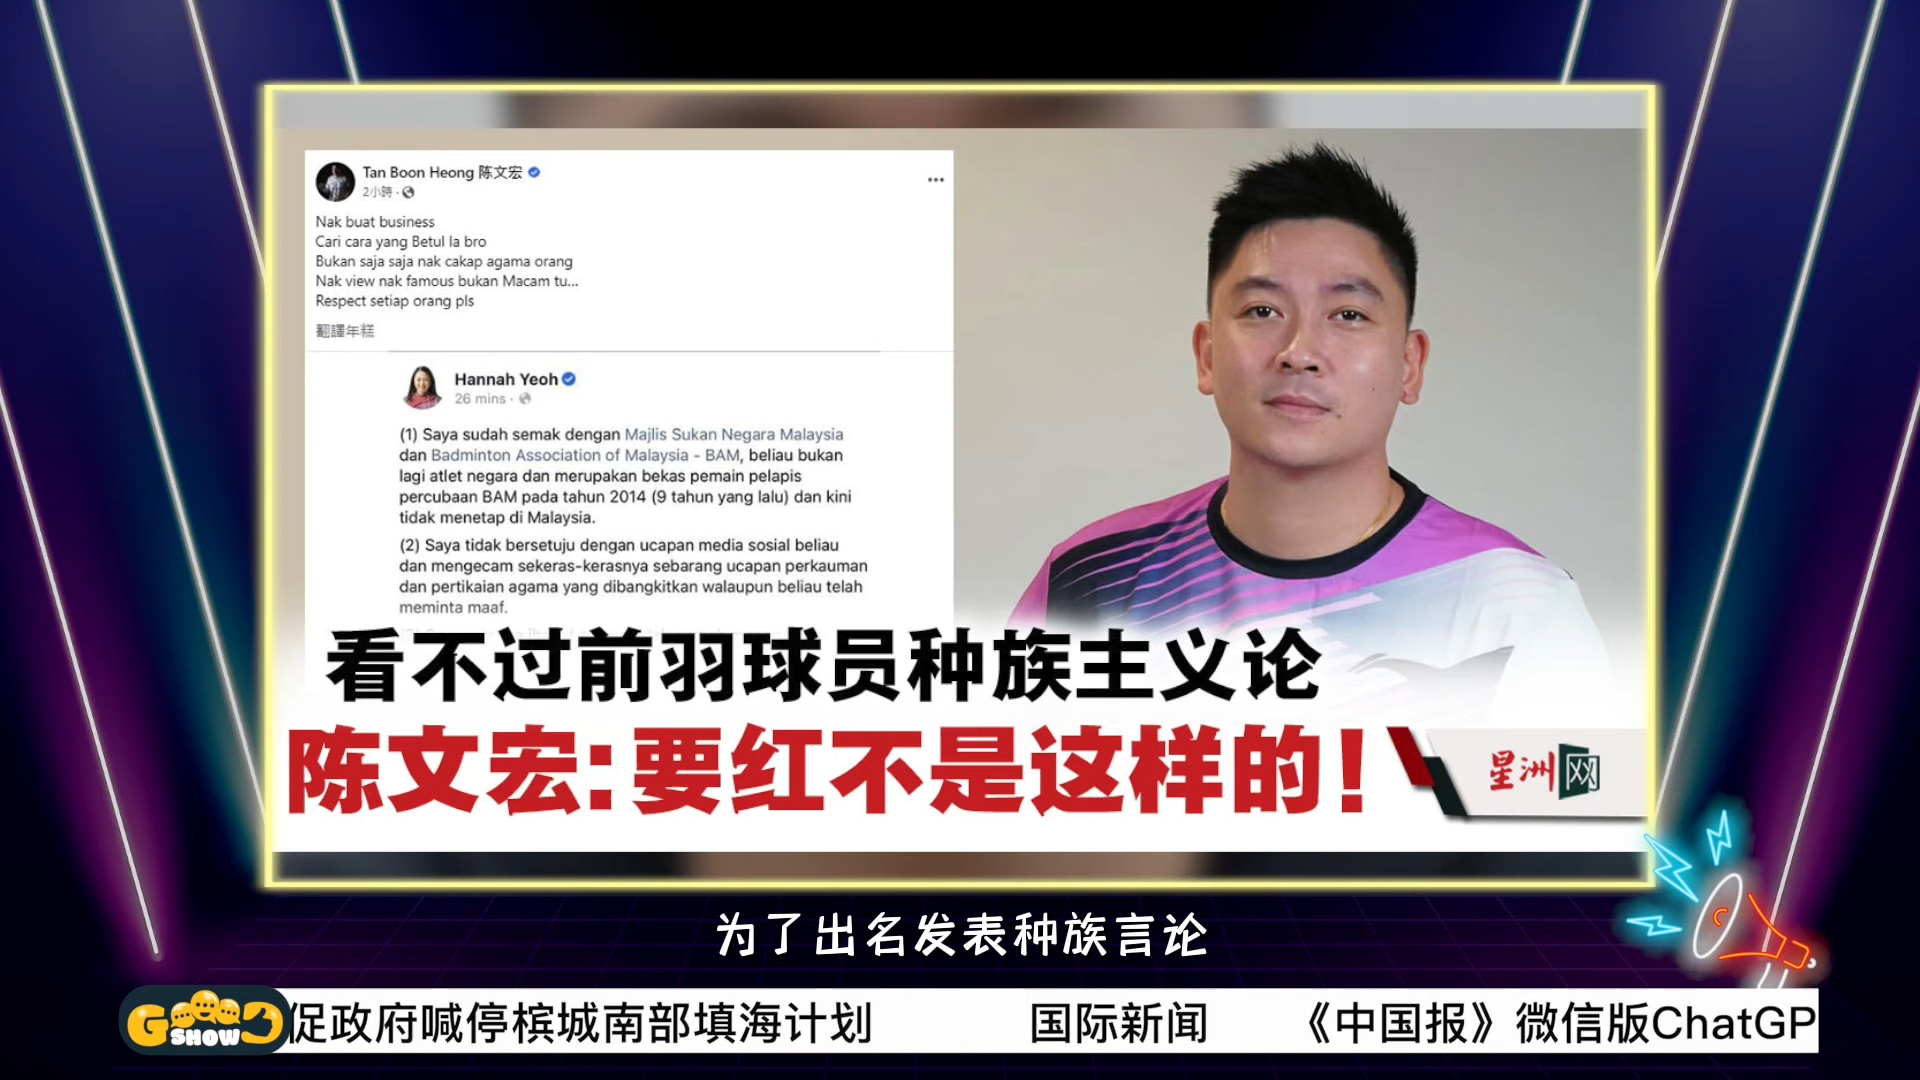 Tan Boon Heong 陈文宏
2小時
Nak buat business
Cari cara yang Betul la bro
Bukan saja saja nak cakap agama orang
Nak view nak famous bukan Macam tu...
Respect setiap orang pls
翻譯年糕
Hannah Yeoh
26 mins
(1) Saya sudah semak dengan Majlis Sukan Negara Malaysia
dan Badminton Association of Malaysia - BAM, beliau bukan
lagi atlet negara dan merupakan bekas pemain pelapis
percubaan BAM pada tahun 2014 (9 tahun yang lalu) dan kini
tidak menetap di Malaysia.
(2) Saya tidak bersetuju dengan ucapan media sosial beliau
dan mengecam sekeras-kerasnya sebarang ucapan perkauman
dan pertikaian agama yang dibangkitkan walaupun beliau telah
meminta maaf.
看不过前羽球员种族主义论
陈文宏:要红不是这样的!
星洲网
为了出名发表种族言论
GOOD SHOW
促政府喊停槟城南部填海计划 国际新闻 《中国报》微信版ChatGP